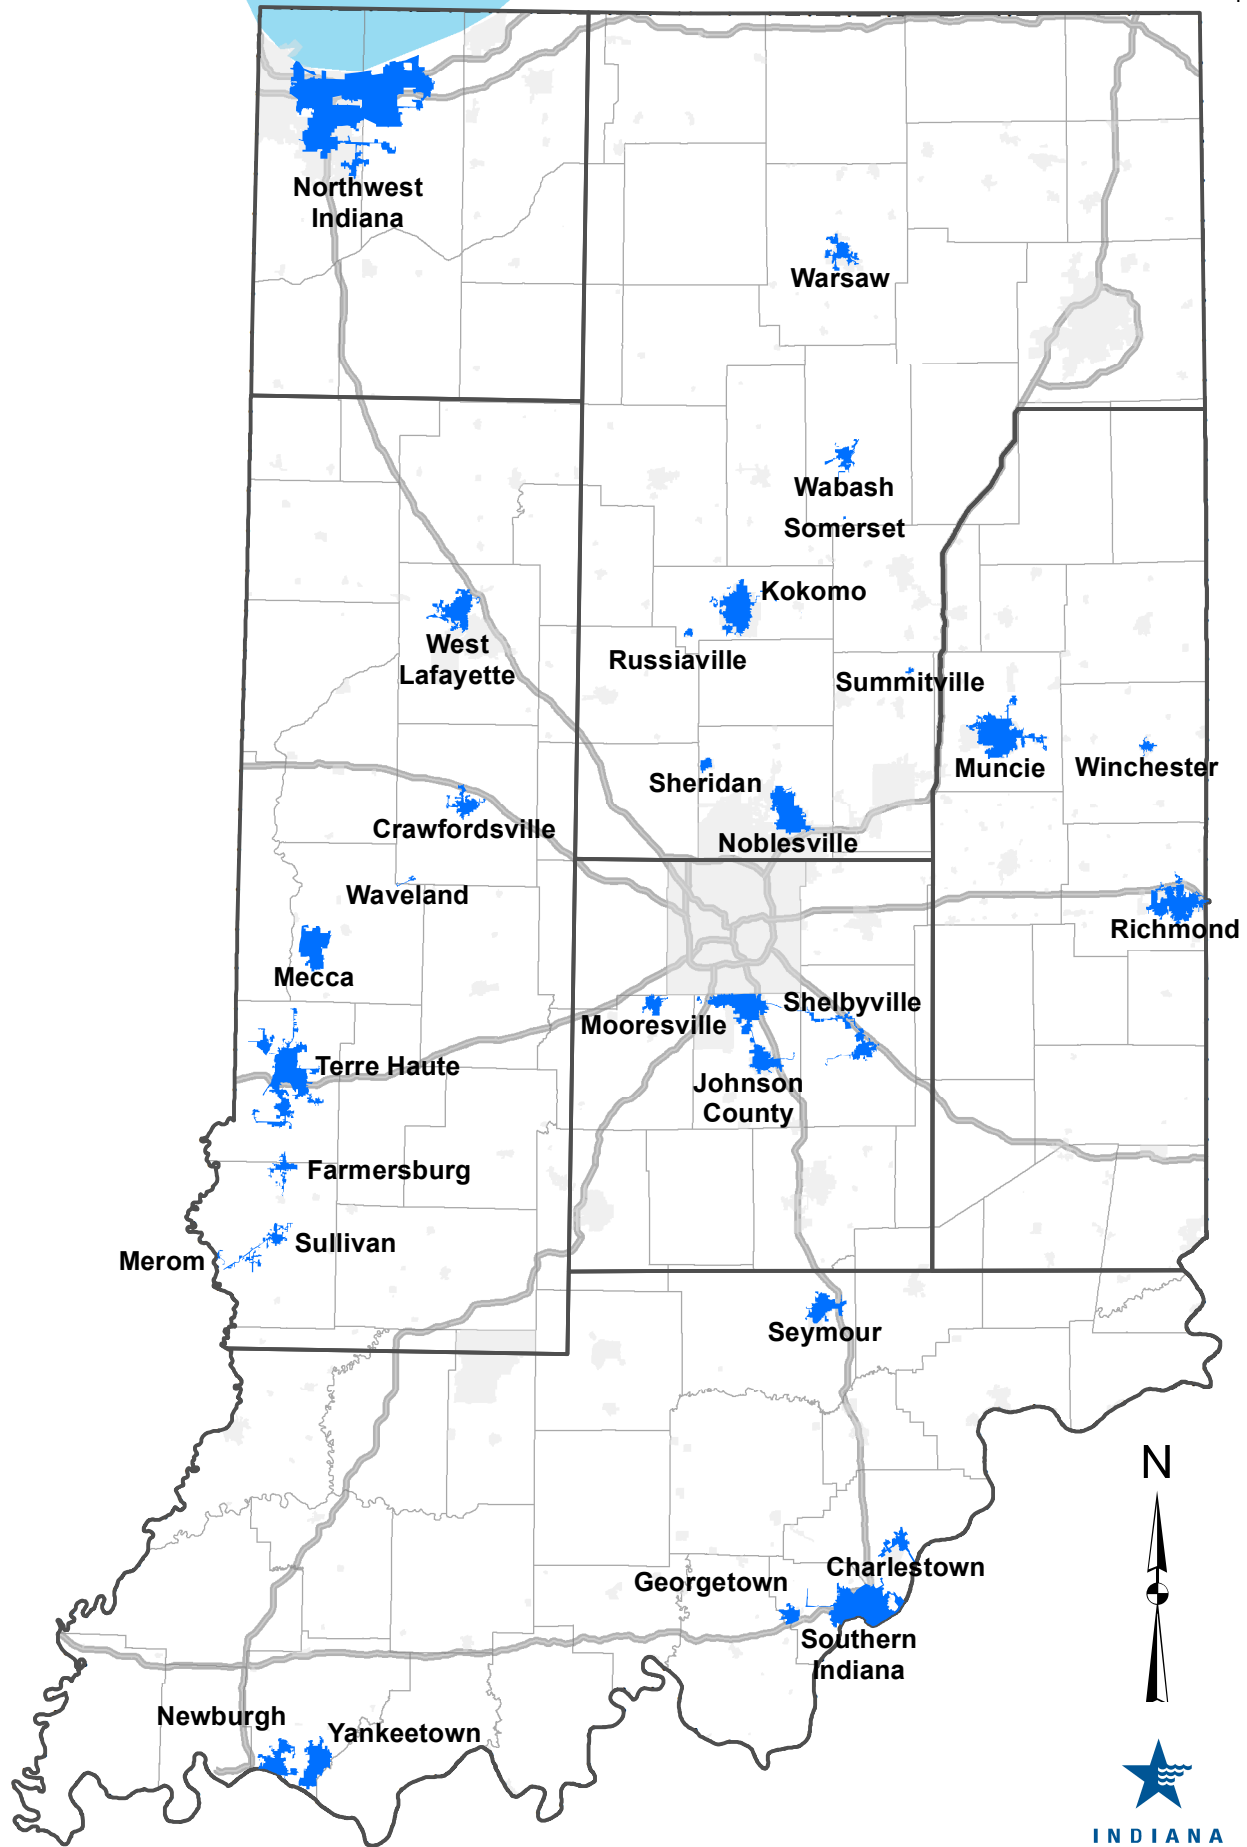 Northwest
Indiana
Warsaw
Wabash
Somerset
Kokomo
West
Lafayette
Russiaville
Summitville
Muncie
Winchester
Sheridan
Crawfordsville
Noblesville
Waveland
Richmond
Mecca
Shelbyville
Mooresville
Terre Haute
Johnson
County
Farmersburg
Sullivan
Merom
Seymour
N
Charlestown
Georgetown
Southern
Indiana
Newburgh
Yankeetown
INDIANA